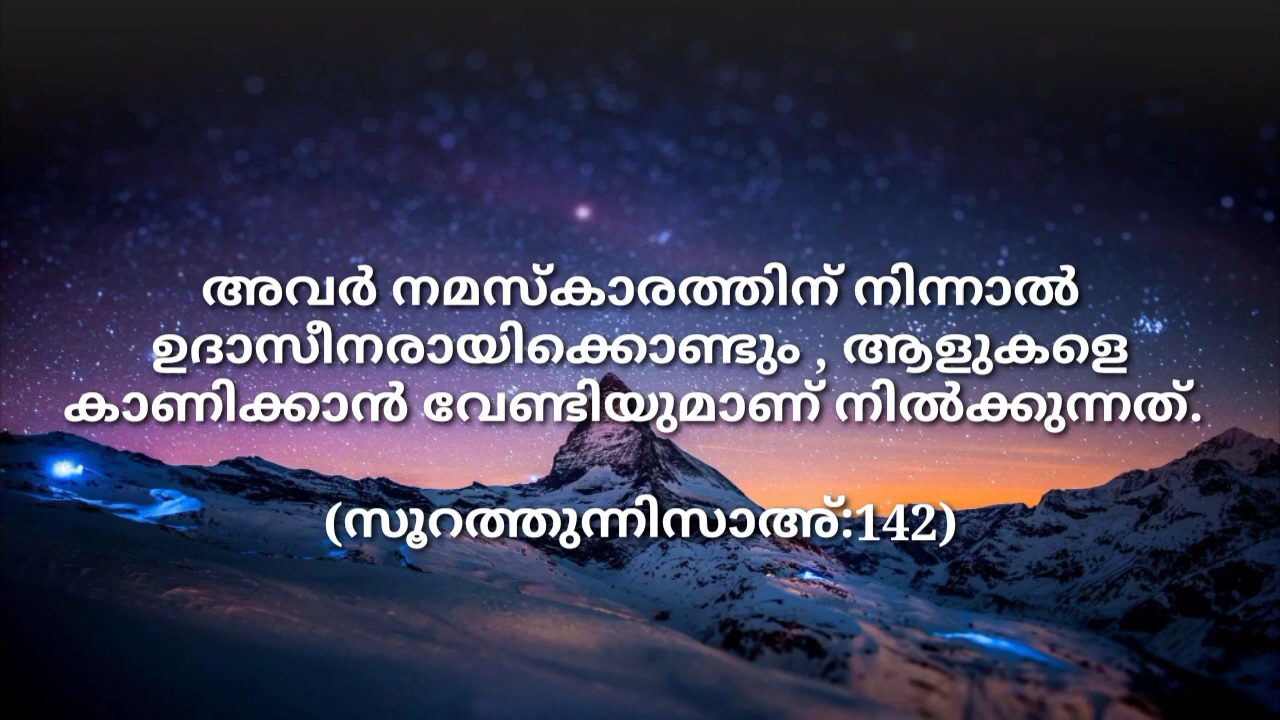 അവർ നമസ്കാരത്തിന് നിന്നാൽ
ഉദാസീനരായിക്കൊണ്ടും , ആളുകളെ
കാണിക്കാൻ വേണ്ടിയുമാണ് നിൽക്കുന്നത്.
(സൂറത്തുന്നിസാഅ്:142)